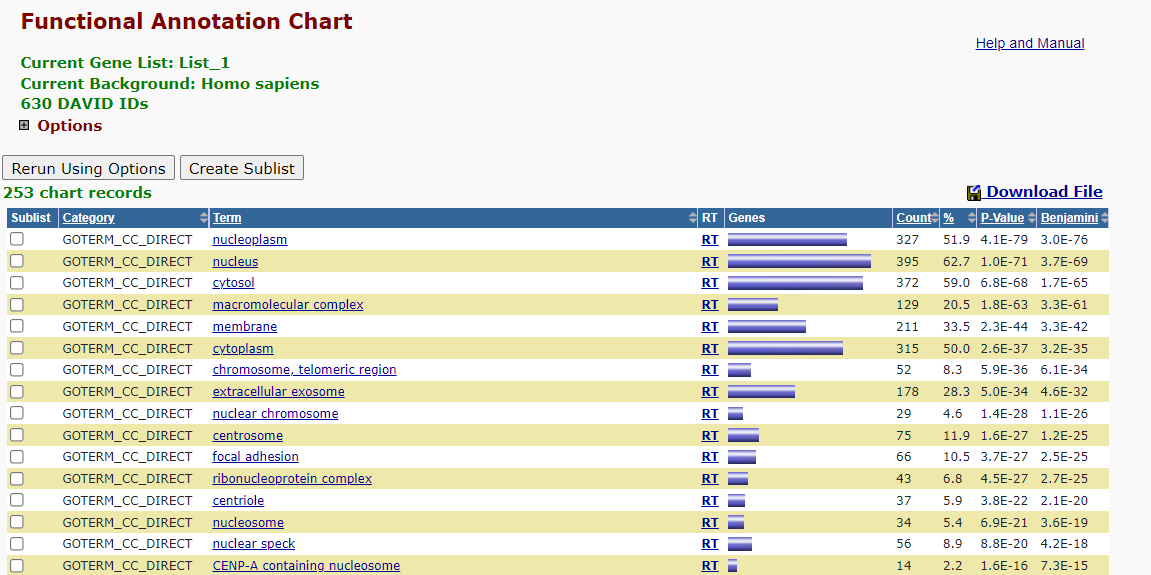 Functional Annotation Chart
Help and Manual
Current Gene List: List_1
Current Background: Homo sapiens
630 DAVID IDs
Options
Rerun Using Options Create Sublist
253 chart records Download File
Sublist Category Term RT Genes Count % P-Value Benjamini
GOTERM_CC_DIRECT nucleoplasm RT 327 51.9 4.1E-79 3.0E-76
GOTERM_CC_DIRECT nucleus RT 395 62.7 1.0E-71 3.7E-69
GOTERM_CC_DIRECT cytosol RT 372 59.0 6.8E-68 1.7E-65
GOTERM_CC_DIRECT macromolecular complex RT 129 20.5 1.8E-63 3.3E-61
GOTERM_CC_DIRECT membrane RT 211 33.5 2.3E-44 3.3E-42
GOTERM_CC_DIRECT cytoplasm RT 315 50.0 2.6E-37 3.2E-35
GOTERM_CC_DIRECT chromosome, telomeric region RT 52 8.3 5.9E-36 6.1E-34
GOTERM_CC_DIRECT extracellular exosome RT 178 28.3 5.0E-34 4.6E-32
GOTERM_CC_DIRECT nuclear chromosome RT 29 4.6 1.4E-28 1.1E-26
GOTERM_CC_DIRECT centrosome RT 75 11.9 1.6E-27 1.2E-25
GOTERM_CC_DIRECT focal adhesion RT 66 10.5 3.7E-27 2.5E-25
GOTERM_CC_DIRECT ribonucleoprotein complex RT 43 6.8 4.5E-27 2.7E-25
GOTERM_CC_DIRECT centriole RT 37 5.9 3.8E-22 2.1E-20
GOTERM_CC_DIRECT nucleosome RT 34 5.4 6.9E-21 3.6E-19
GOTERM_CC_DIRECT nuclear speck RT 56 8.9 8.8E-20 4.2E-18
GOTERM_CC_DIRECT CENP-A containing nucleosome RT 14 2.2 1.6E-16 7.3E-15